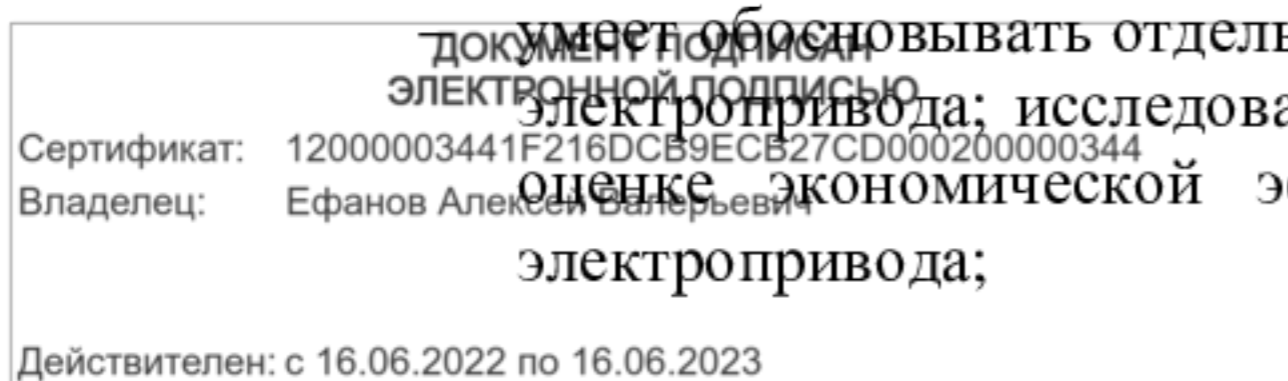 – умеет обосновывать отдель
ДОКУМЕНТ ПОДПИСАН
ЭЛЕКТРОННОЙ ПОДПИСЬЮ
электропривода; исследова
Сертификат: 12000003441F216DCB9ECB27CD000200000344
оценке экономической э
Владелец: Ефанов Алексей Валерьевич
электропривода;
Действителен: с 16.06.2022 по 16.06.2023